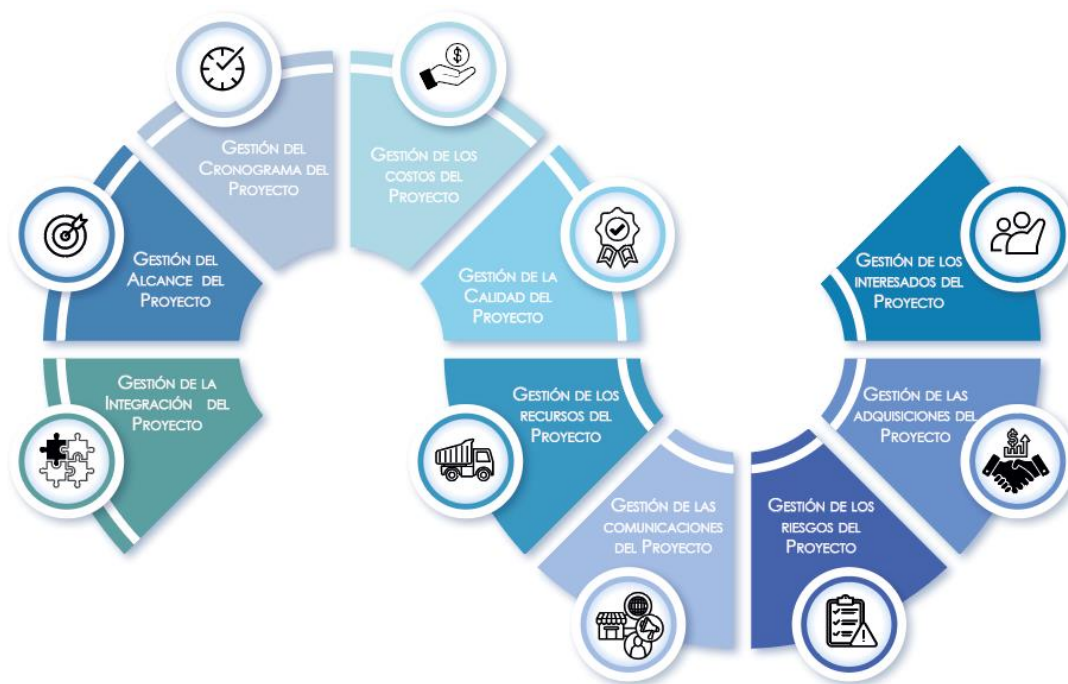 Gestión de la
Integración del
Proyecto
Gestión del
Alcance del
Proyecto
Gestión del
Cronograma del
Proyecto
Gestión de los
costos del
Proyecto
Gestión de la
Calidad del
Proyecto
Gestión de los
recursos del
Proyecto
Gestión de las
comunicaciones
del Proyecto
Gestión de los
riesgos del
Proyecto
Gestión de las
adquisiciones del
Proyecto
Gestión de los
interesados del
Proyecto